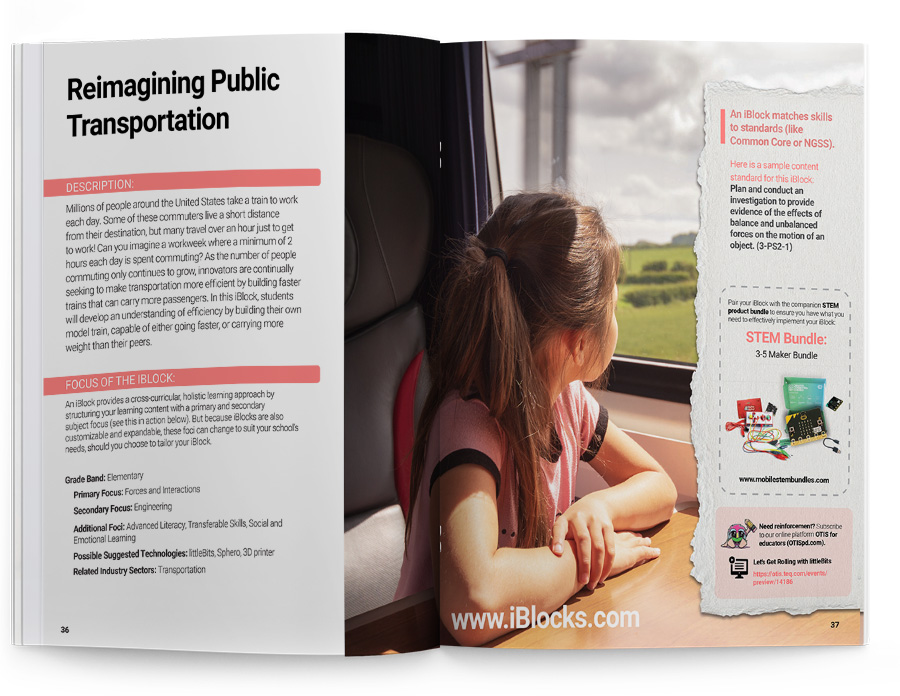 Reimagining Public
Transportation
DESCRIPTION:
Millions of people around the United States take a train to work
each day. Some of these commuters live a short distance
from their destination, but many travel over an hour just to get
to work! Can you imagine a workweek where a minimum of 2
hours each day is spent commuting? As the number of people
commuting only continues to grow, innovators are continually
seeking to make transportation more efficient by building faster
trains that can carry more passengers. In this iBlock, students
will develop an understanding of efficiency by building their own
model train, capable of either going faster, or carrying more
weight than their peers.
FOCUS OF THE IBLOCK:
An iBlock provides a cross-curricular, holistic learning approach by
structuring your learning content with a primary and secondary
subject focus (see this in action below). But because iBlocks are also
customizable and expandable, these foci can change to suit your school's
needs, should you choose to tailor your iBlock.
Grade Band: Elementary
Primary Focus: Forces and Interactions
Secondary Focus: Engineering
Additional Foci: Advanced Literacy, Transferable Skills, Social and
Emotional Learning
Possible Suggested Technologies: littleBits, Sphero, 3D printer
Related Industry Sectors: Transportation
36
www.iBlocks.com
An iBlock matches skills
to standards (like
Common Core or NGSS).
Here is a sample content
standard for this iBlock:
Plan and conduct an
investigation to provide
evidence of the effects of
balance and unbalanced
forces on the motion of an
object. (3-PS2-1)
Pair your iBlock with the companion STEM
product bundle to ensure you have what you
need to effectively implement your iBlock:
STEM Bundle:
3-5 Maker Bundle
www.mobilestembundles.com
Need reinforcement? Subscribe
to our online platform OTIS for
educators (OTISpd.com).
Let's Get Rolling with littleBits
https://otis.teq.com/events/
preview/14186
37